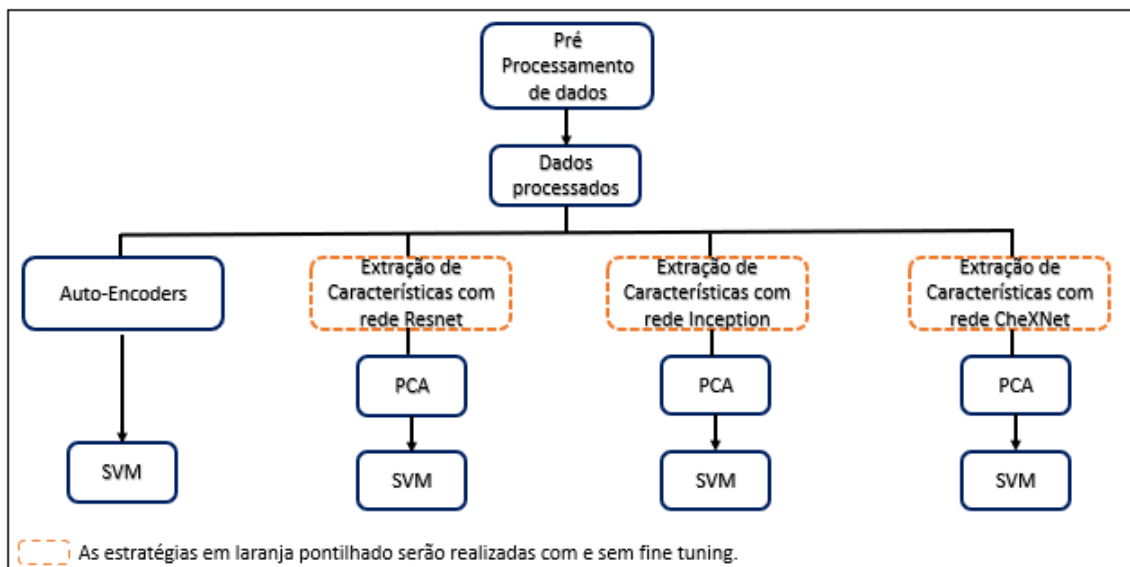 Pré
Processamento
de dados
Dados
processados
Auto-Encoders
Extração de
Características com
rede Resnet
Extração de
Características com
rede Inception
Extração de
Características com
rede CheXNet
PCA
PCA
PCA
SVM
SVM
SVM
SVM
As estratégias em laranja pontilhado serão realizadas com e sem fine tuning.